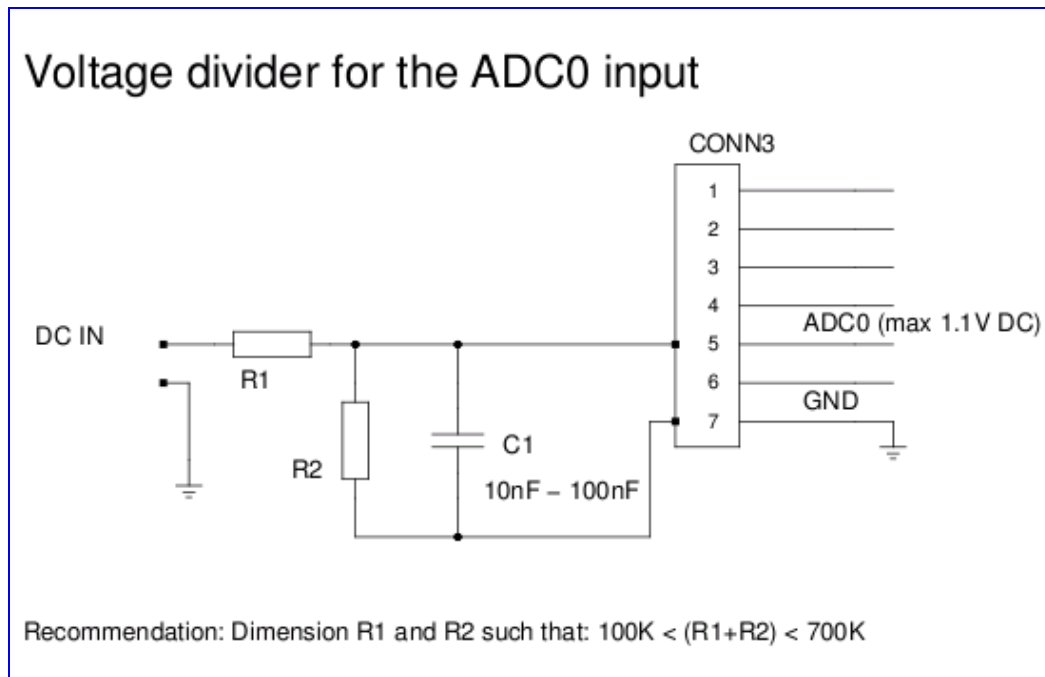 Voltage divider for the ADC0 input
CONN3
1
2
3
4
ADC0 (max 1.1V DC)
DC IN
5
R1
6
GND
7
C1
R2
10nF – 100nF
Recommendation: Dimension R1 and R2 such that: 100K < (R1+R2) < 700K